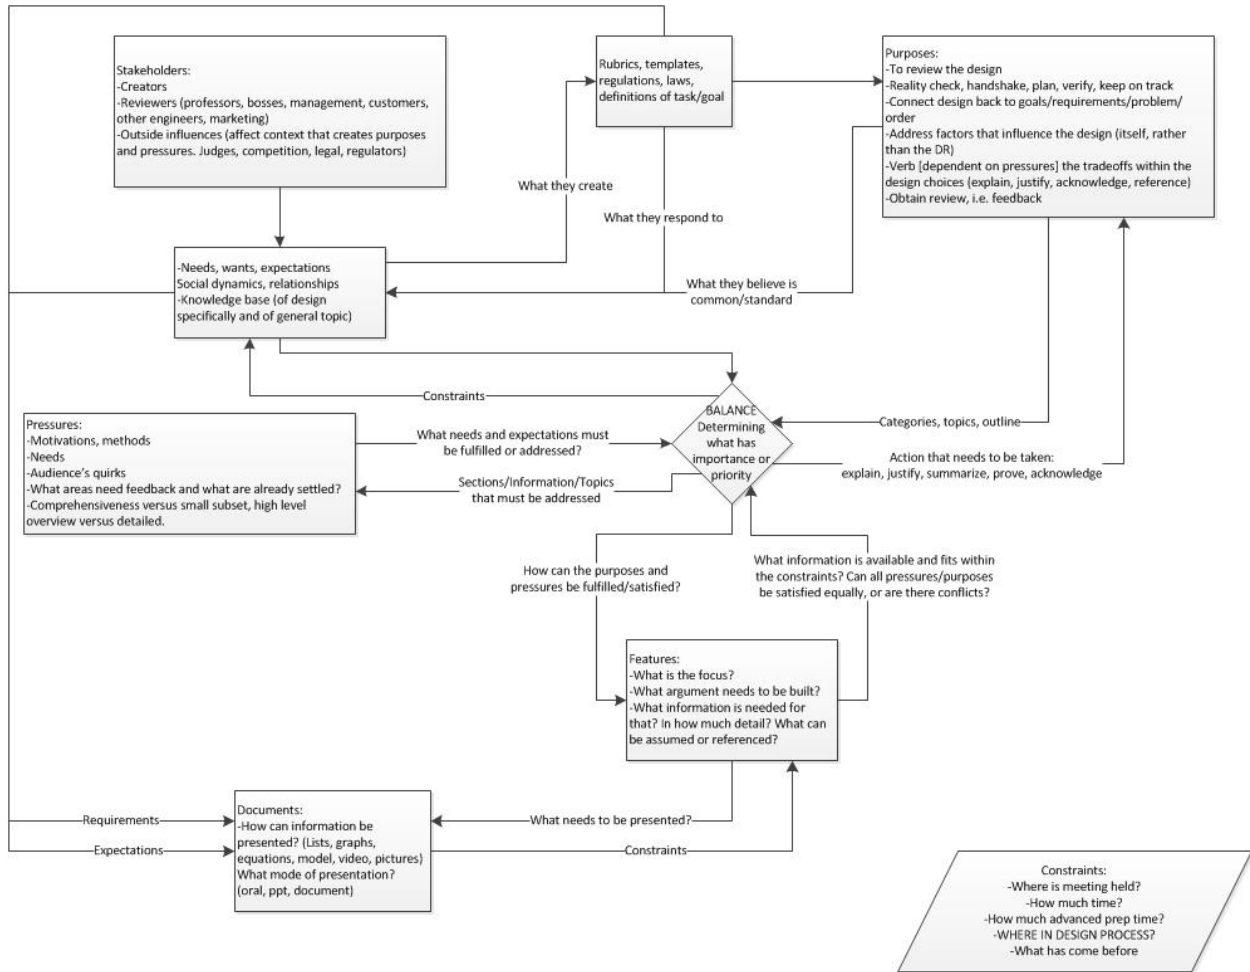 Stakeholders:
-Creators
-Reviewers (professors, bosses, management, customers,
other engineers, marketing)
-Outside influences (affect context that creates purposes
and pressures. Judges, competition, legal, regulators)
Rubrics, templates,
regulations, laws,
definitions of task/goal
Purposes:
-To review the design
-Reality check, handshake, plan, verify, keep on track
-Connect design back to goals/requirements/problem/
order
-Address factors that influence the design (itself, rather
than the DR)
-Verb [dependent on pressures] the tradeoffs within the
design choices (explain, justify, acknowledge, reference)
-Obtain review, i.e. feedback
What they create
What they respond to
-Needs, wants, expectations
Social dynamics, relationships
-Knowledge base (of design
specifically and of general topic)
What they believe is
common/standard
Constraints
BALANCE
Determining
what has
importance or
priority
Categories, topics, outline
Pressures:
-Motivations, methods
-Needs
-Audience's quirks
-What areas need feedback and what are already settled?
-Comprehensiveness versus small subset, high level
overview versus detailed.
What needs and expectations must
be fulfilled or addressed?
Action that needs to be taken:
explain, justify, summarize, prove, acknowledge
Sections/Information/Topics
that must be addressed
How can the purposes and
pressures be fulfilled/satisfied?
What information is available and fits within
the constraints? Can all pressures/purposes
be satisfied equally, or are there conflicts?
Features:
-What is the focus?
-What argument needs to be built?
-What information is needed for
that? In how much detail? What can
be assumed or referenced?
Requirements
Expectations
Documents:
-How can information be
presented? (Lists, graphs,
equations, model, video, pictures)
What mode of presentation?
(oral, ppt, document)
What needs to be presented?
Constraints
Constraints:
-Where is meeting held?
-How much time?
-How much advanced prep time?
-WHERE IN DESIGN PROCESS?
-What has come before